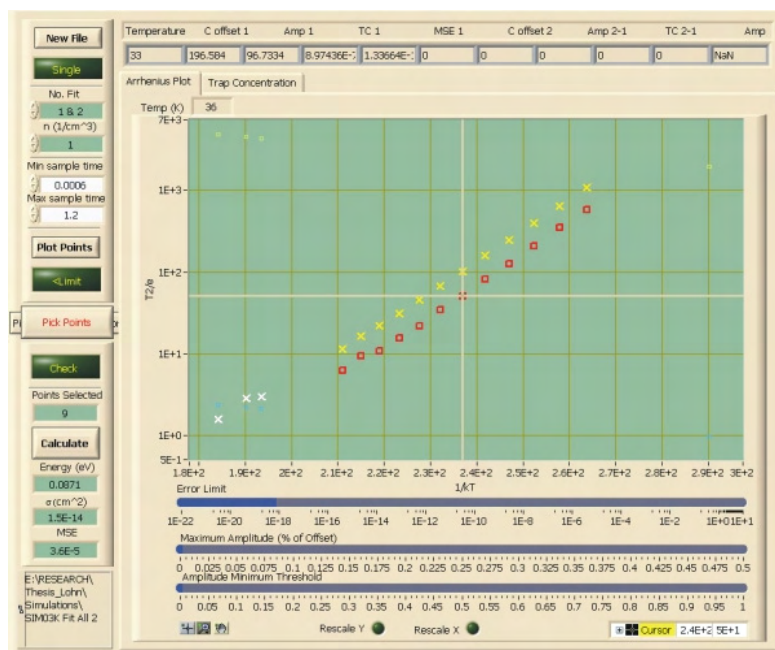 New File
Single
No. Fit
1 & 2
n (1/cm^3)
1
Min sample time
0.0006
Max sample time
1.2
Plot Points
<Limit
Pick Points
Check
Points Selected
9
Calculate
Energy (eV)
0.0871
σ(cm^2)
1.5E-14
MSE
3.6E-5
E:\RESEARCH\
Thesis_Lohn\
Simulations\
SIM03K Fit All 2
Temperature C offset 1 Amp 1 TC 1 MSE 1 C offset 2 Amp 2-1 TC 2-1 Amp
33 196.584 96.7334 8.97436E- 1.33664E- 0 0 0 0 NaN
Arrhenius Plot Trap Concentration
Temp (K) 36
7E+3
1E+3
1E+2
1E+1
1E+0
5E-1
T2/e
1.8E+2 1.9E+2 2E+2 2.1E+2 2.2E+2 2.3E+2 2.4E+2 2.5E+2 2.6E+2 2.7E+2 2.8E+2 2.9E+2 3E+2
1/kT
Error Limit
1E-22 1E-20 1E-18 1E-16 1E-14 1E-12 1E-10 1E-8 1E-6 1E-4 1E-2 1E+0 1E+1
Maximum Amplitude (% of Offset)
0 0.025 0.05 0.075 0.1 0.125 0.15 0.175 0.2 0.225 0.25 0.275 0.3 0.325 0.35 0.375 0.4 0.425 0.45 0.475 0.5
Amplitude Minimum Threshold
0 0.05 0.1 0.15 0.2 0.25 0.3 0.35 0.4 0.45 0.5 0.55 0.6 0.65 0.7 0.75 0.8 0.85 0.9 0.95 1
Rescale Y Rescale X Cursor 2.4E+2 5E+1